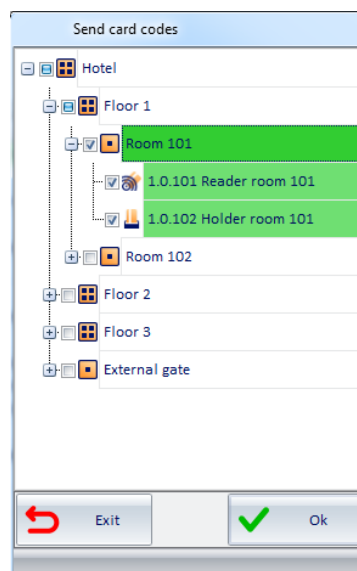 Send card codes
Hotel
Floor 1
Room 101
1.0.101 Reader room 101
1.0.102 Holder room 101
Room 102
Floor 2
Floor 3
External gate
Exit
Ok